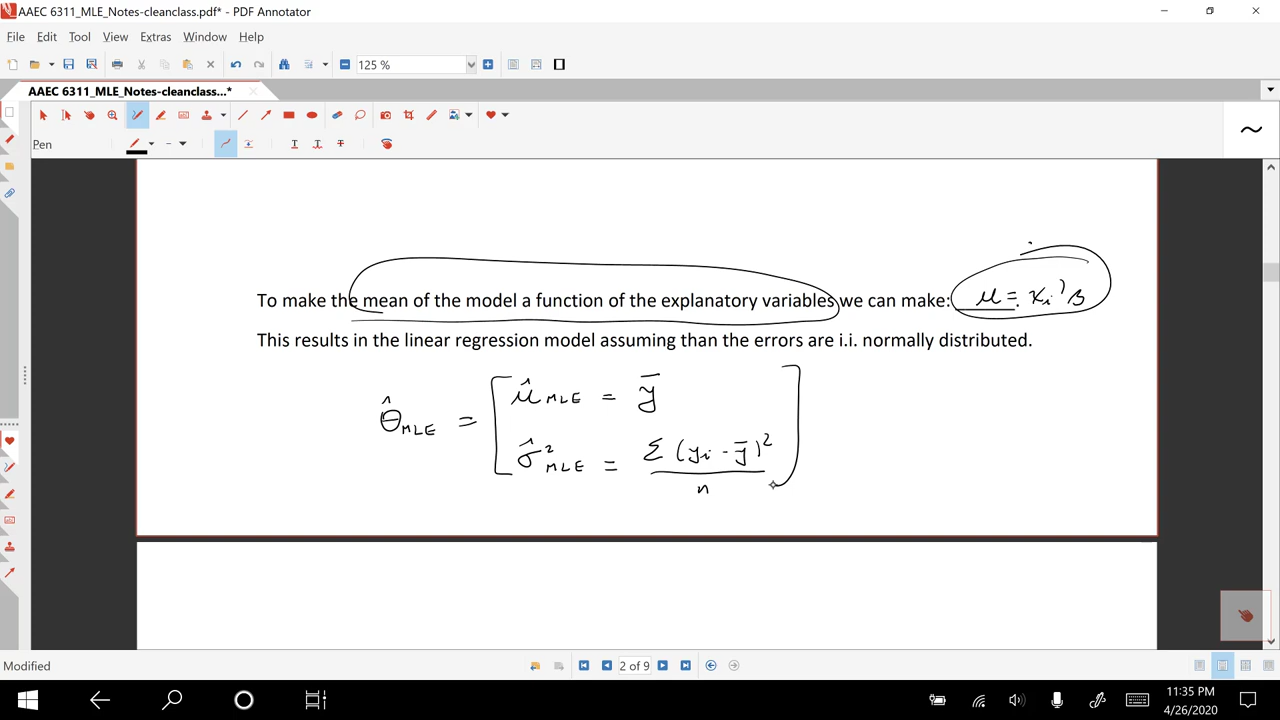 AAEC 6311_MLE_Notes-cleanclass.pdf* - PDF Annotator
File Edit Tool View Extras Window Help
125 %
AAEC 6311_MLE_Notes-cleanclass...*
Pen
To make the mean of the model a function of the explanatory variables we can make: μ = xᵢ'β
This results in the linear regression model assuming than the errors are i.i. normally distributed.
θ̂_MLE = [ μ̂_MLE = ȳ
σ̂²_MLE = Σ (yᵢ - ȳ)² / n ]
Modified
2 of 9
11:35 PM
4/26/2020